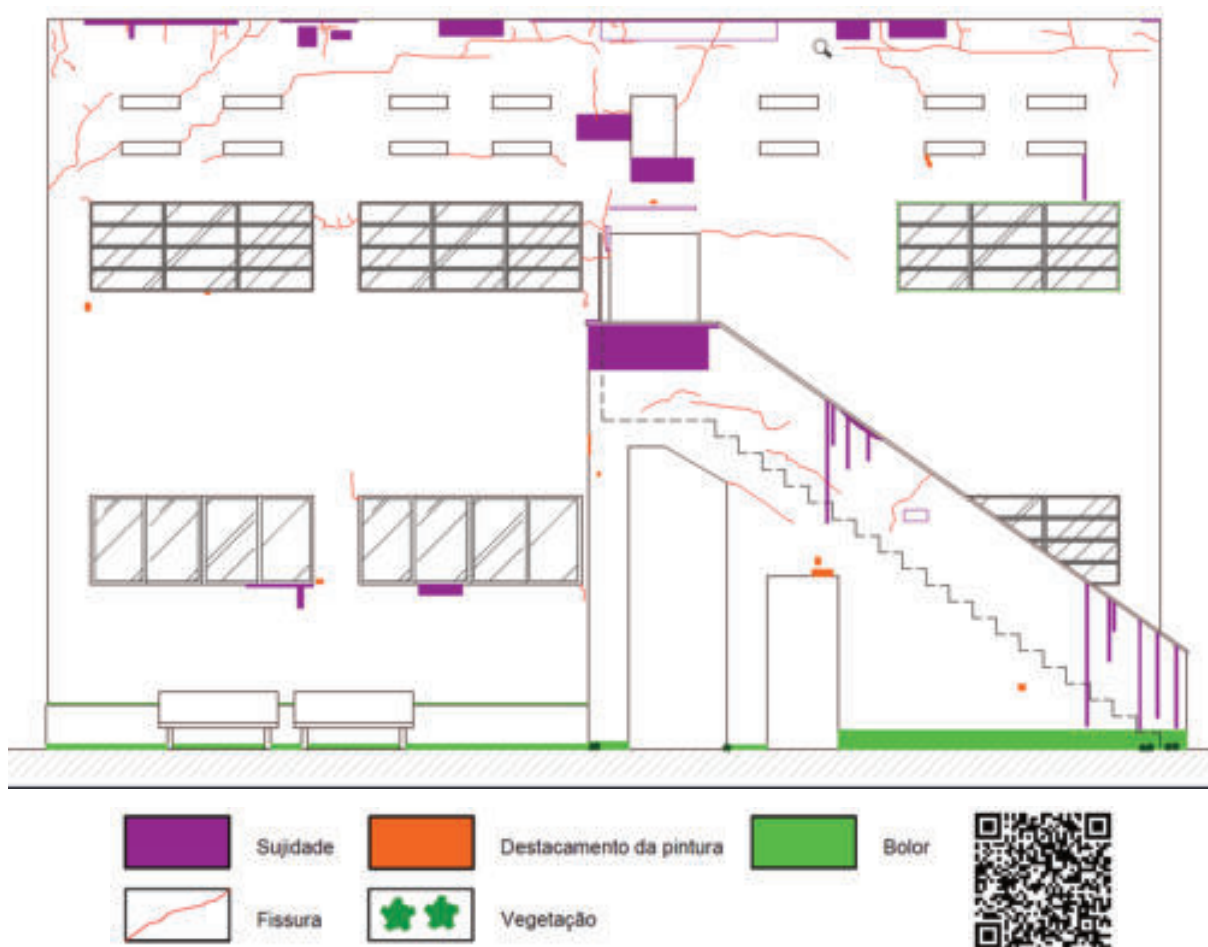 Sujidade
Destacamento da pintura
Bolor
Fissura
Vegetação